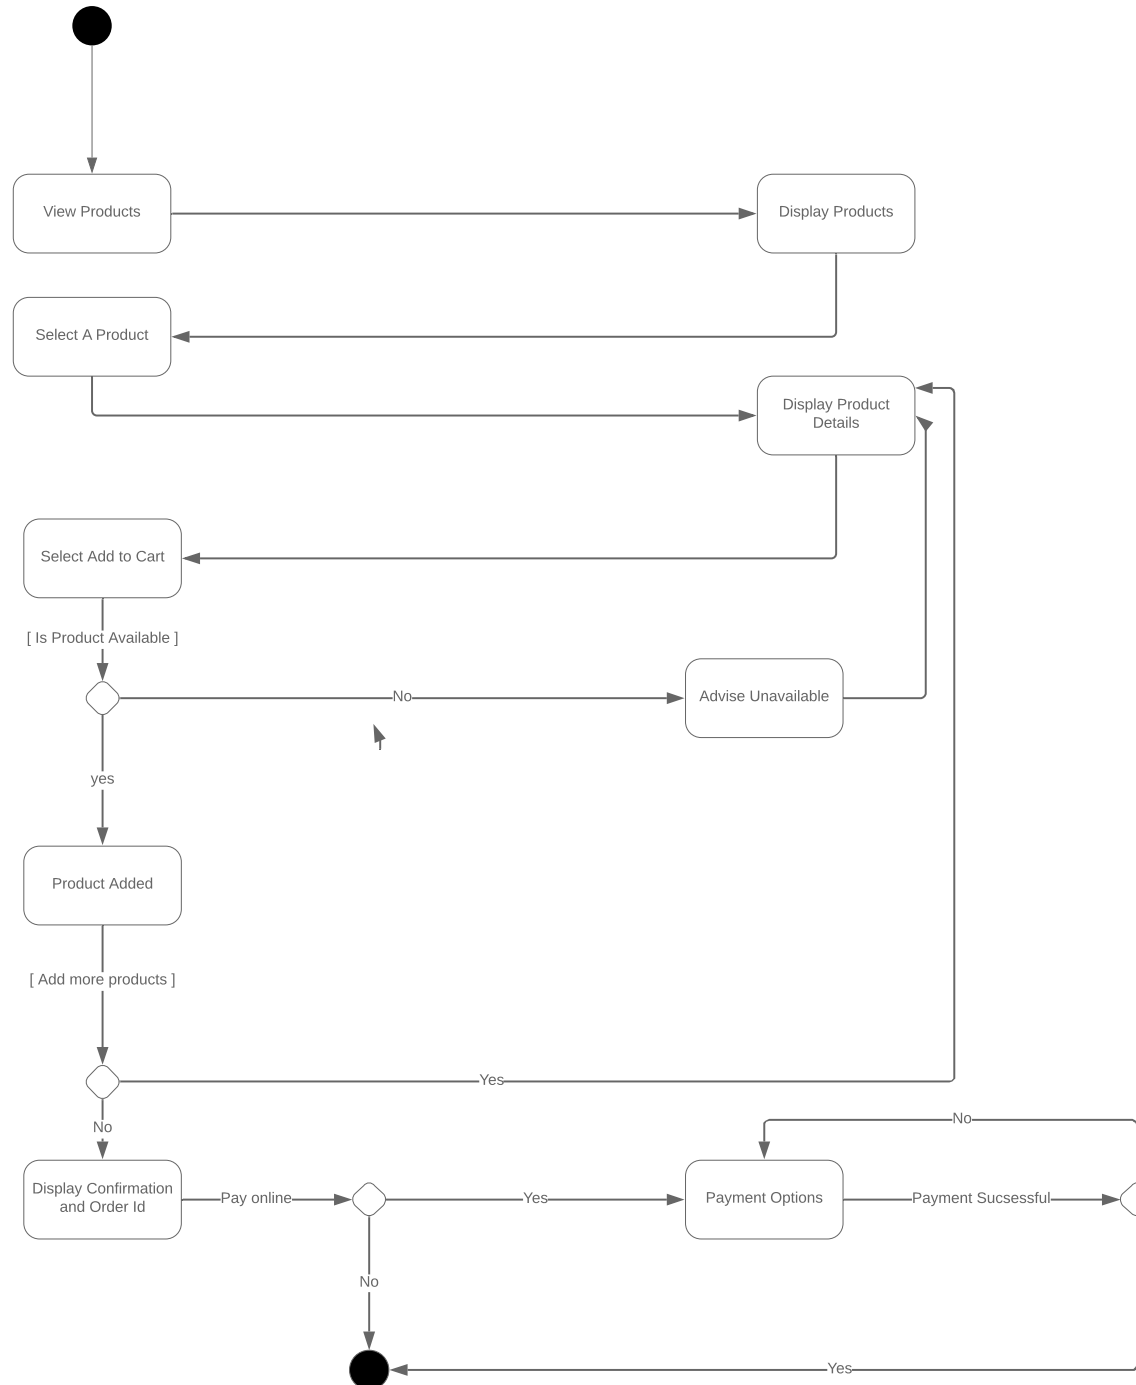 View Products
Display Products
Select A Product
Display Product
Details
Select Add to Cart
[ Is Product Available ]
No
Advise Unavailable
yes
Product Added
[ Add more products ]
Yes
No
No
Display Confirmation
and Order Id
Pay online
Yes
Payment Options
Payment Sucsessful
No
Yes